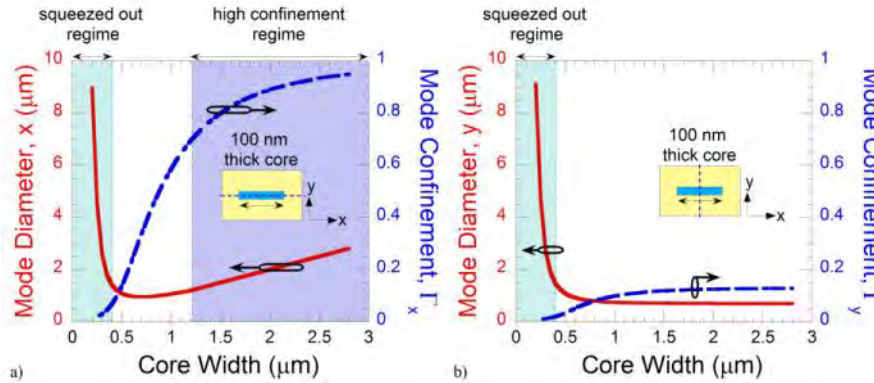 squeezed out
regime
high confinement
regime
10
8
6
4
2
0
Mode Diameter, x (μm)
100 nm
thick core
y
x
1
0.8
0.6
0.4
0.2
0
Mode Confinement, Γx
0 0.5 1 1.5 2 2.5 3
a) Core Width (μm)
squeezed out
regime
10
8
6
4
2
0
Mode Diameter, y (μm)
100 nm
thick core
y
x
1
0.8
0.6
0.4
0.2
0
Mode Confinement, Γy
0 0.5 1 1.5 2 2.5 3
b) Core Width (μm)